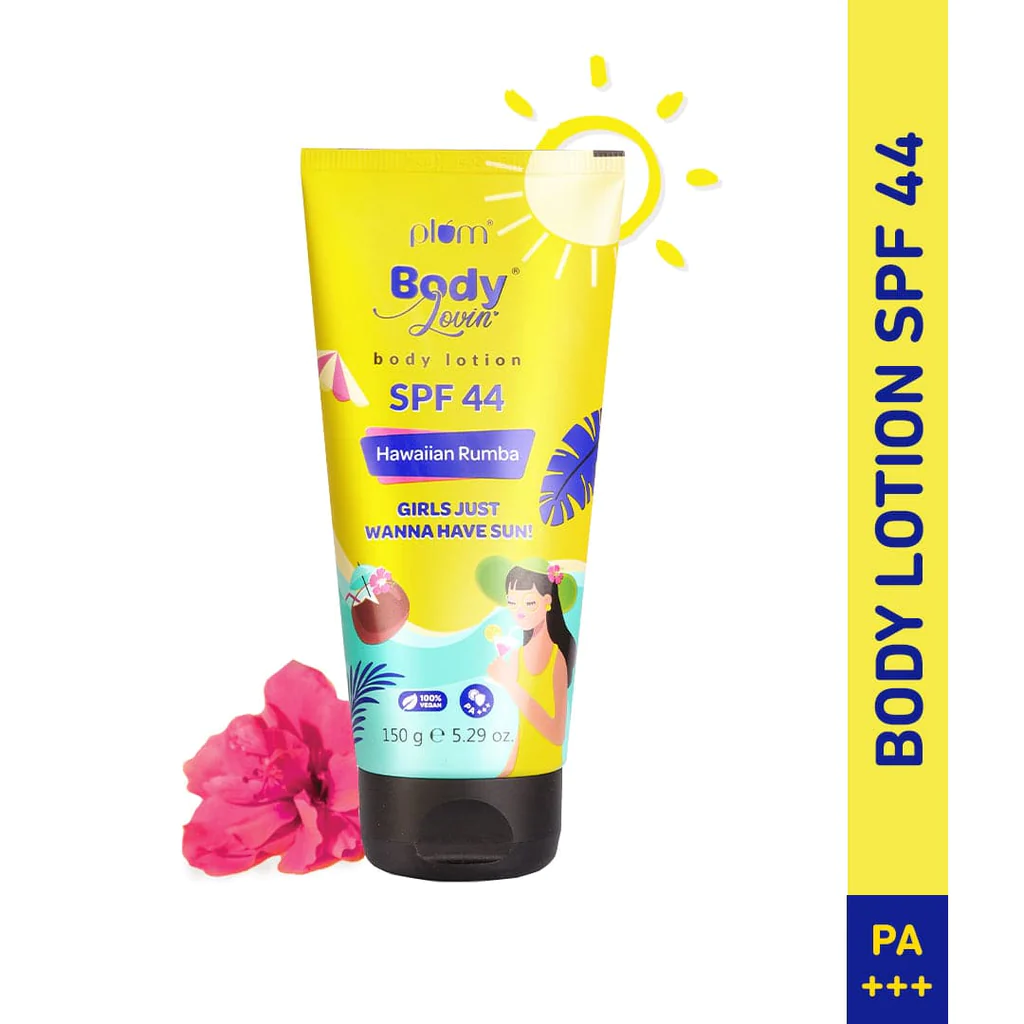 plum®
Body®
Lovin'
body lotion
SPF 44
Hawaiian Rumba
GIRLS JUST
WANNA HAVE SUN!
100%
VEGAN
PA+++
150 g ℮ 5.29 oz.
BODY LOTION SPF 44
PA
+++